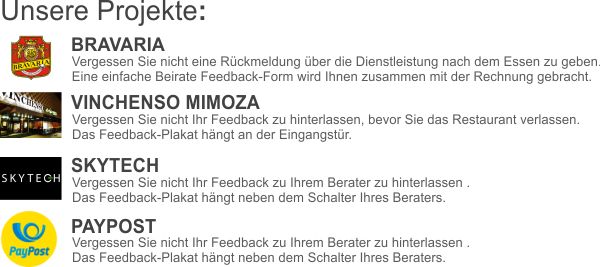 Unsere Projekte:
BRAVARIA
BRAVARIA
Vergessen Sie nicht eine Rückmeldung über die Dienstleistung nach dem Essen zu geben.
Eine einfache Beirate Feedback-Form wird Ihnen zusammen mit der Rechnung gebracht.
VINCHENS
VINCHENSO MIMOZA
Vergessen Sie nicht Ihr Feedback zu hinterlassen, bevor Sie das Restaurant verlassen.
Das Feedback-Plakat hängt an der Eingangstür.
SKYTECH
SKYTECH
Vergessen Sie nicht Ihr Feedback zu Ihrem Berater zu hinterlassen .
Das Feedback-Plakat hängt neben dem Schalter Ihres Beraters.
PayPost
PAYPOST
Vergessen Sie nicht Ihr Feedback zu Ihrem Berater zu hinterlassen .
Das Feedback-Plakat hängt neben dem Schalter Ihres Beraters.